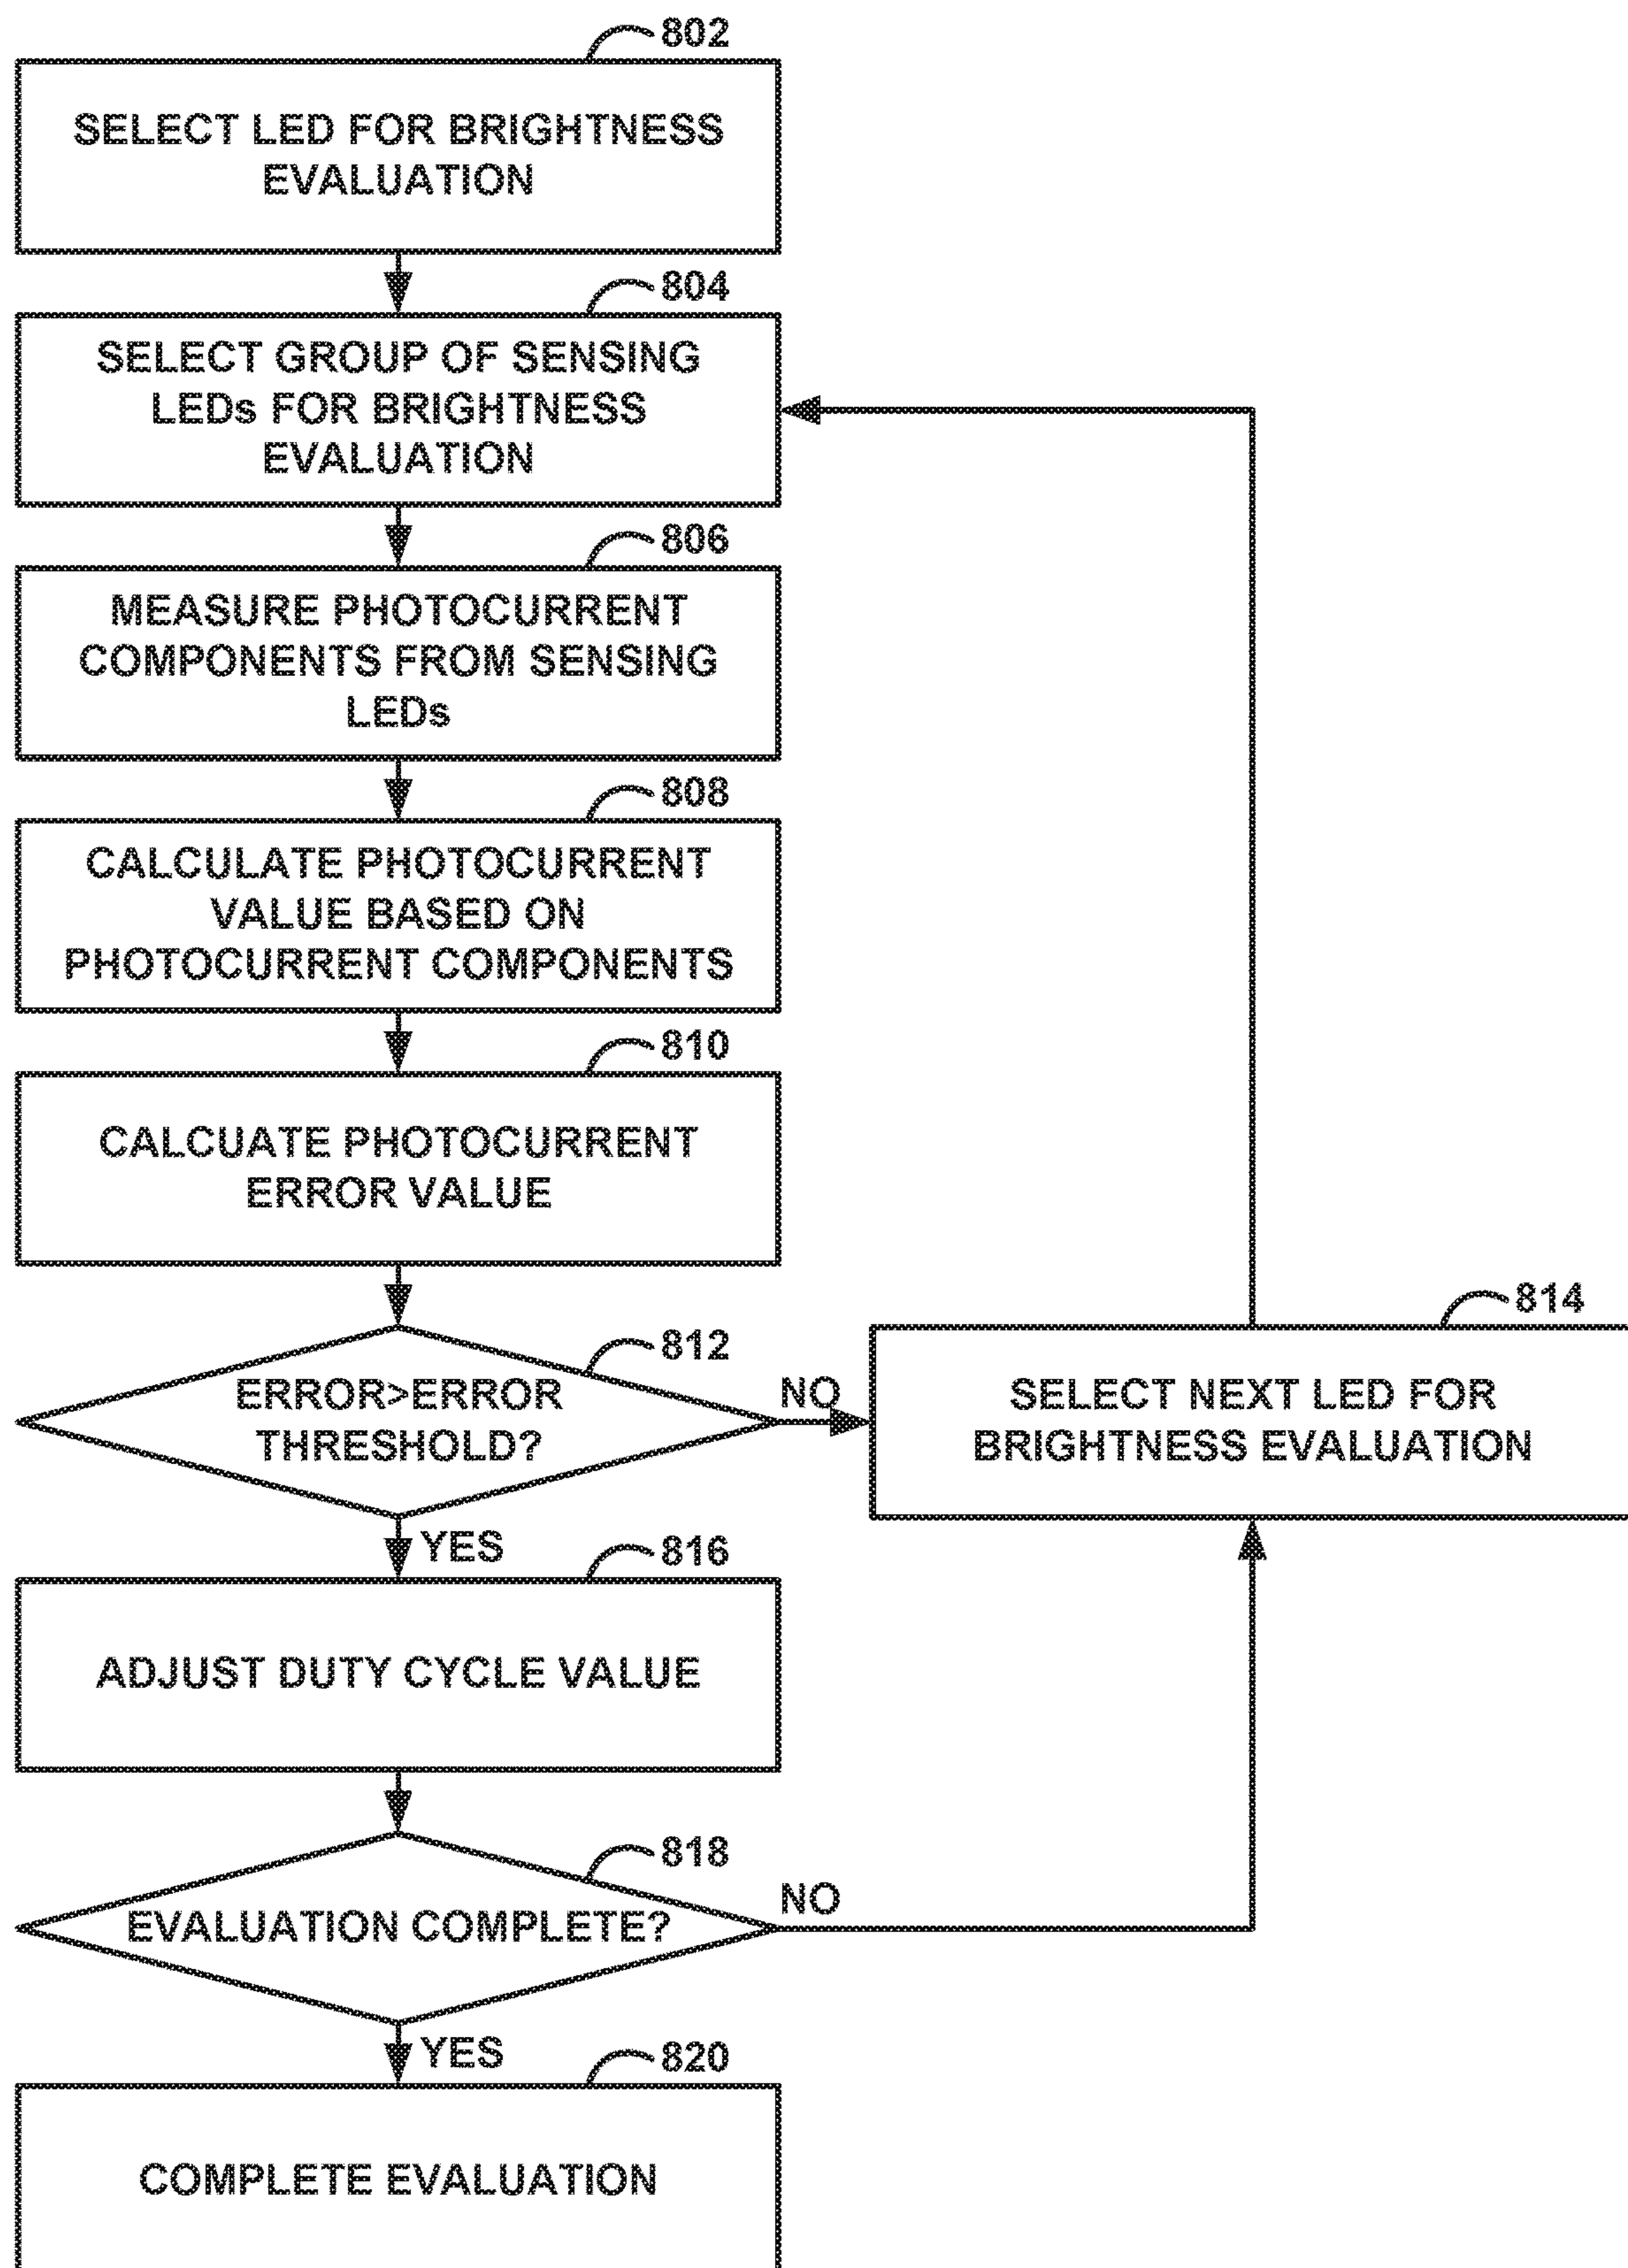 802
SELECT LED FOR BRIGHTNESS
EVALUATION
804
SELECT GROUP OF SENSING
LEDs FOR BRIGHTNESS
EVALUATION
806
MEASURE PHOTOCURRENT
COMPONENTS FROM SENSING
LEDs
808
CALCULATE PHOTOCURRENT
VALUE BASED ON
PHOTOCURRENT COMPONENTS
810
CALCUATE PHOTOCURRENT
ERROR VALUE
812
ERROR>ERROR
THRESHOLD?
NO
814
SELECT NEXT LED FOR
BRIGHTNESS EVALUATION
YES
816
ADJUST DUTY CYCLE VALUE
818
EVALUATION COMPLETE?
NO
YES
820
COMPLETE EVALUATION